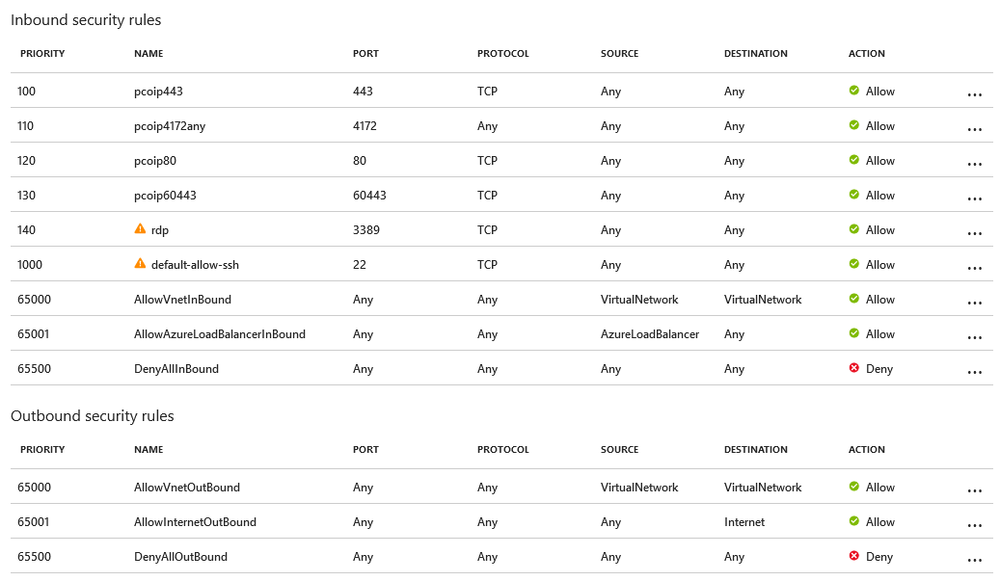 Inbound security rules
PRIORITY NAME PORT PROTOCOL SOURCE DESTINATION ACTION
100 pcoip443 443 TCP Any Any Allow ...
110 pcoip4172any 4172 Any Any Any Allow ...
120 pcoip80 80 TCP Any Any Allow ...
130 pcoip60443 60443 TCP Any Any Allow ...
140 rdp 3389 TCP Any Any Allow ...
1000 default-allow-ssh 22 TCP Any Any Allow ...
65000 AllowVnetInBound Any Any VirtualNetwork VirtualNetwork Allow ...
65001 AllowAzureLoadBalancerInBound Any Any AzureLoadBalancer Any Allow ...
65500 DenyAllInBound Any Any Any Any Deny ...
Outbound security rules
PRIORITY NAME PORT PROTOCOL SOURCE DESTINATION ACTION
65000 AllowVnetOutBound Any Any VirtualNetwork VirtualNetwork Allow ...
65001 AllowInternetOutBound Any Any Any Internet Allow ...
65500 DenyAllOutBound Any Any Any Any Deny ...